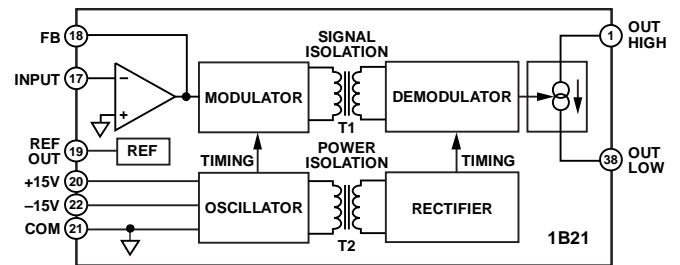 FB 18
SIGNAL
ISOLATION
1 OUT
HIGH
INPUT 17
−
+
MODULATOR
T1
DEMODULATOR
REF
OUT 19
REF
TIMING
POWER
ISOLATION
TIMING
38 OUT
LOW
+15V 20
–15V 22
COM 21
OSCILLATOR
T2
RECTIFIER
1B21